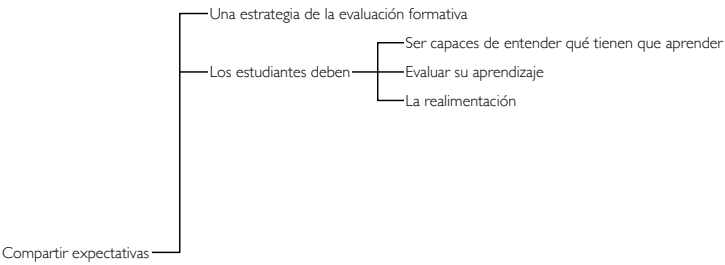 Una estrategia de la evaluación formativa
Ser capaces de entender qué tienen que aprender
Los estudiantes deben
Evaluar su aprendizaje
La realimentación
Compartir expectativas